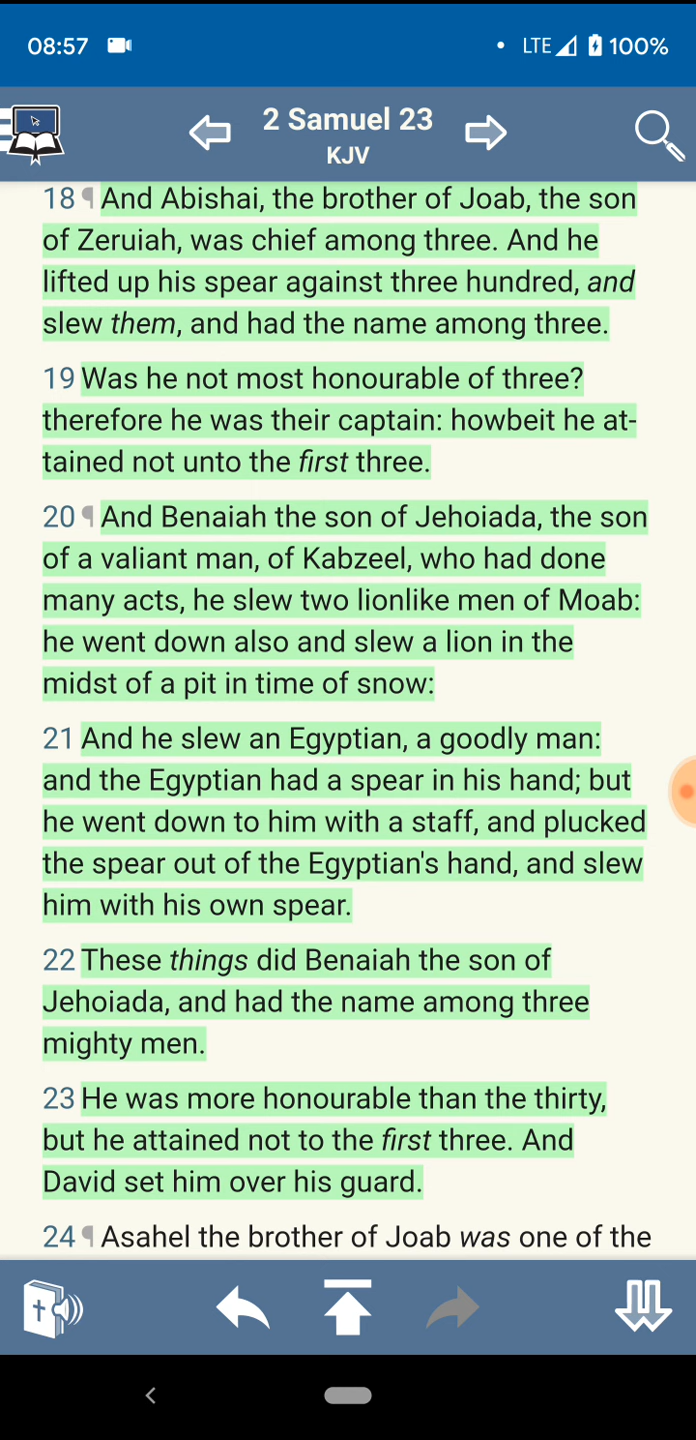 08:57
LTE 100%
2 Samuel 23
KJV
18 ¶ And Abishai, the brother of Joab, the son
of Zeruiah, was chief among three. And he
lifted up his spear against three hundred, and
slew them, and had the name among three.
19 Was he not most honourable of three?
therefore he was their captain: howbeit he at-
tained not unto the first three.
20 ¶ And Benaiah the son of Jehoiada, the son
of a valiant man, of Kabzeel, who had done
many acts, he slew two lionlike men of Moab:
he went down also and slew a lion in the
midst of a pit in time of snow:
21 And he slew an Egyptian, a goodly man:
and the Egyptian had a spear in his hand; but
he went down to him with a staff, and plucked
the spear out of the Egyptian's hand, and slew
him with his own spear.
22 These things did Benaiah the son of
Jehoiada, and had the name among three
mighty men.
23 He was more honourable than the thirty,
but he attained not to the first three. And
David set him over his guard.
24 ¶ Asahel the brother of Joab was one of the